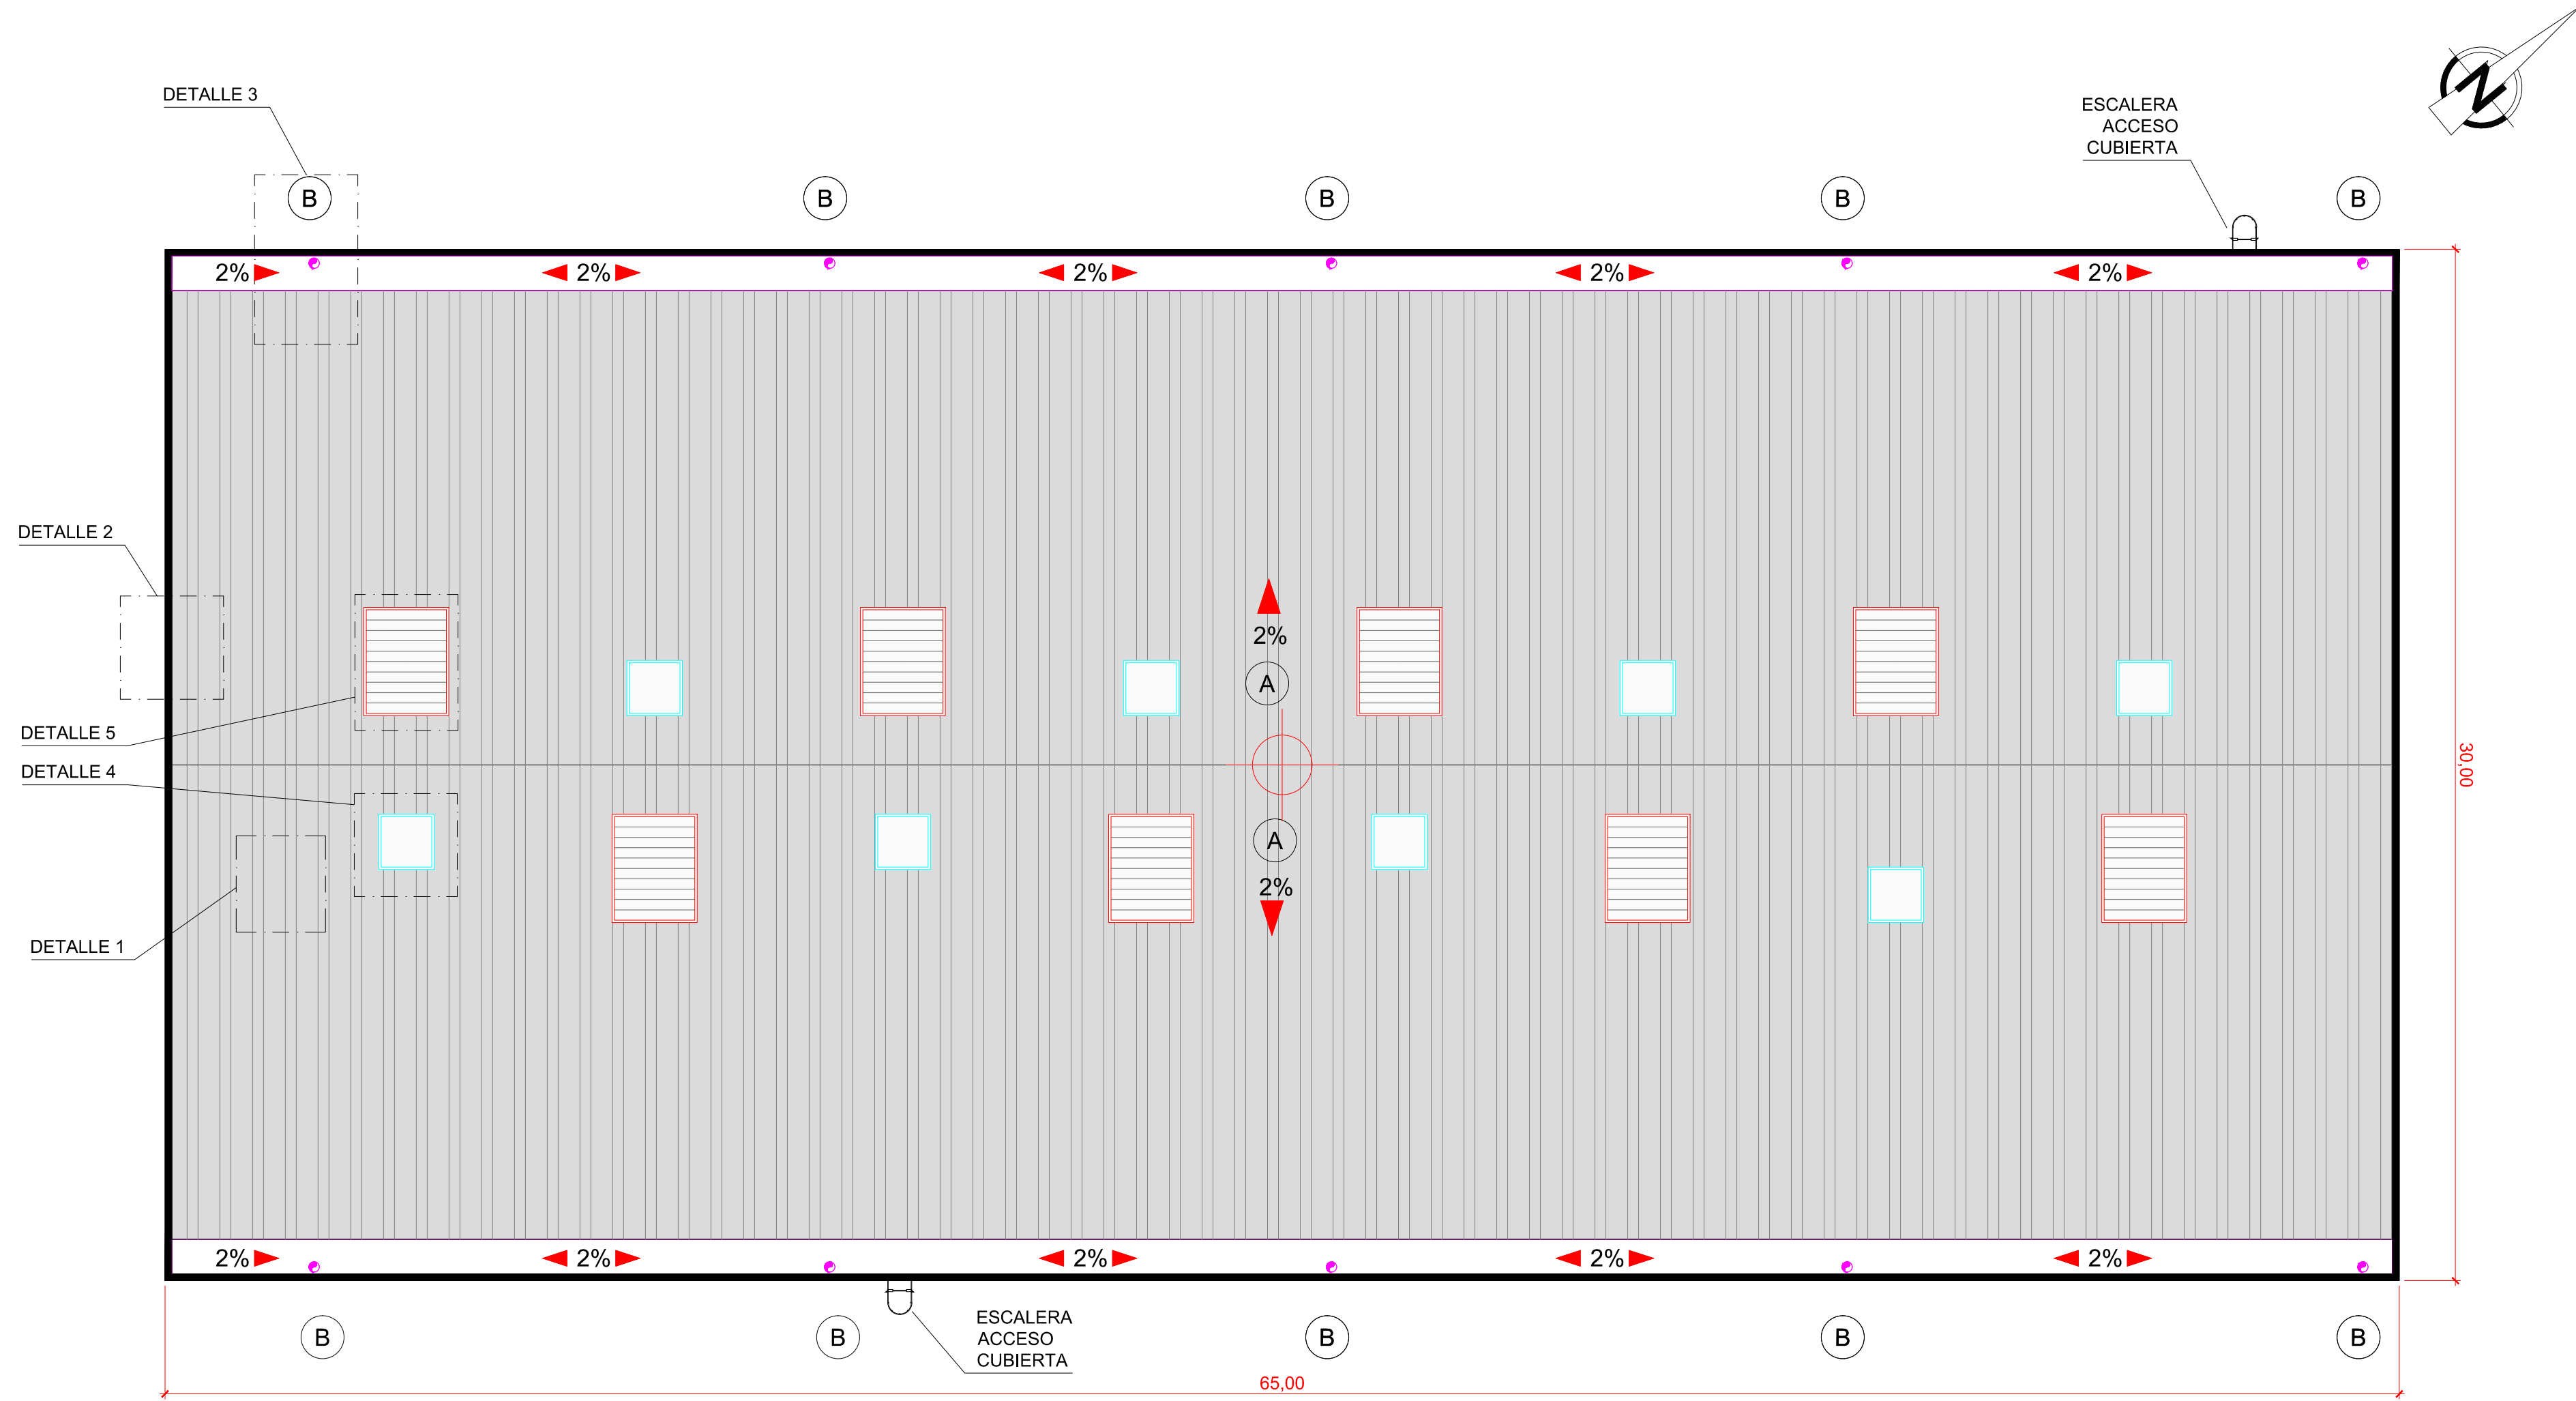 N
DETALLE 3
ESCALERA
ACCESO
CUBIERTA
B
B
B
B
B
2%
2%
2%
2%
2%
DETALLE 2
2%
A
DETALLE 5
30,00
DETALLE 4
A
2%
DETALLE 1
2%
2%
2%
2%
2%
B
B
B
B
B
ESCALERA
ACCESO
CUBIERTA
65,00